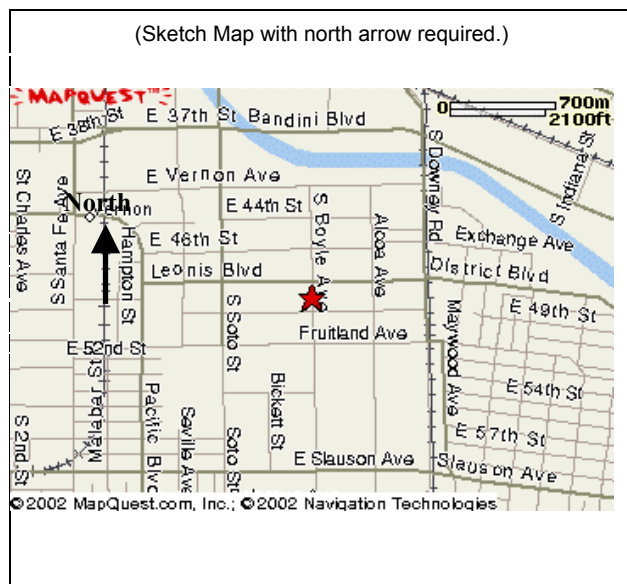 (Sketch Map with north arrow required.)
MAPQUEST™
0 700m
2100ft
E 38th St
E 37th St
Bandini Blvd
S Downey Rd
S Indiana St
E Vernon Ave
St Charles Ave
S Santa Fe Ave
North
E 44th St
S Boyle Ave
Alcoa Ave
Exchange Ave
Hampton St
E 46th St
Leonis Blvd
District Blvd
E 49th St
S Soto St
Fruitland Ave
Maywood Ave
E 52nd St
Malabar St
Pacific Blvd
Seville Ave
Bickett St
E 54th St
E 57th St
S 2nd St
Soto St
E Slauson Ave
Slauson Ave
©2002 MapQuest.com, Inc.; ©2002 Navigation Technologies